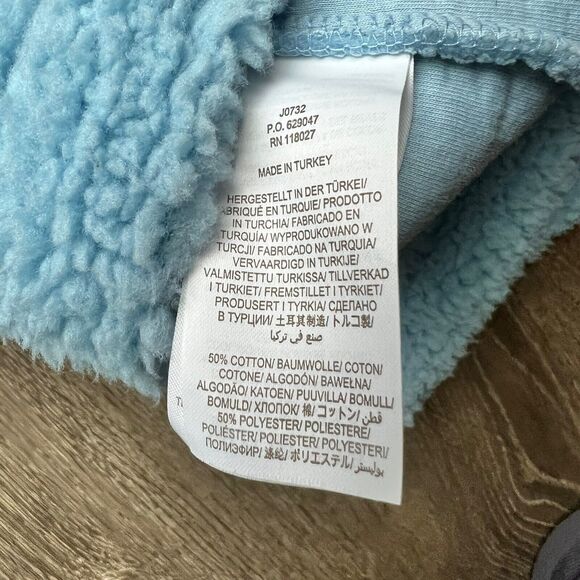 J0732
P.O. 629047
RN 118027
MADE IN TURKEY
HERGESTELLT IN DER TÜRKEI/
ABRIQUÉ EN TURQUIE/ PRODOTTO
IN TURCHIA/ FABRICADO EN
TURQUÍA/ WYPRODUKOWANO W
TURCJI/ FABRICADO NA TURQUIA/
VERVAARDIGD IN TURKIJE/
VALMISTETTU TURKISSA/ TILLVERKAD
I TURKIET/ FREMSTILLET I TYRKIET/
PRODUSERT I TYRKIA/ СДЕЛАНО
В ТУРЦИИ/ 土耳其制造/ トルコ製/
صنع في تركيا
50% COTTON/ BAUMWOLLE/ COTON/
COTONE/ ALGODÓN/ BAWEŁNA/
ALGODÃO/ KATOEN/ PUUVILLA/ BOMULL/
BOMULD/ ХЛОПОК/ 棉/ コットン/ قطن/
50% POLYESTER/ POLIESTERE/
POLIÉSTER/ POLIESTER/ POLYESTERI/
ПОЛИЭФИР/ 涤纶/ ポリエステル/ بوليستر/